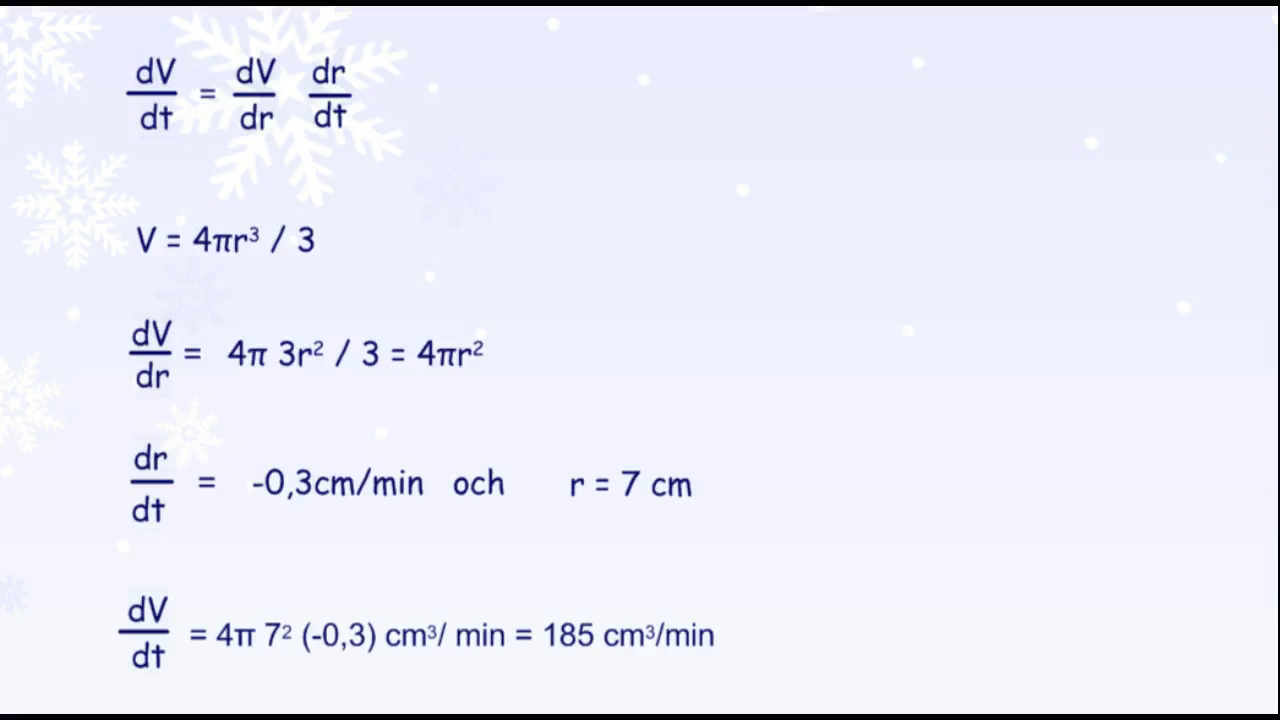 dV/dt = dV/dr dr/dt
V = 4πr³ / 3
dV/dr = 4π 3r² / 3 = 4πr²
dr/dt = -0,3cm/min och r = 7 cm
dV/dt = 4π 7² (-0,3) cm³/ min = 185 cm³/min